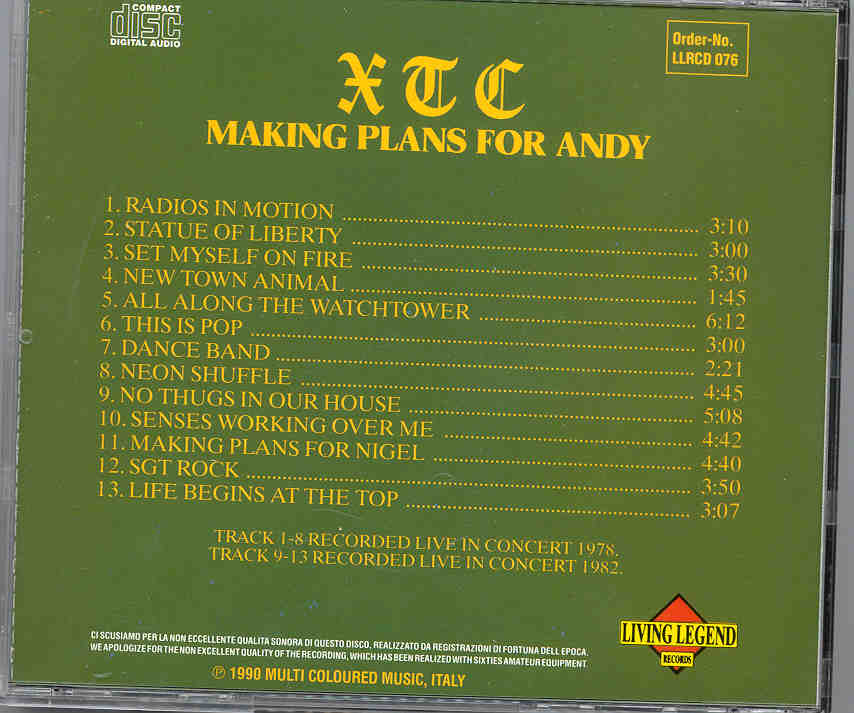 COMPACT
disc
DIGITAL AUDIO
Order-No.
LLRCD 076
XTC
MAKING PLANS FOR ANDY
1. RADIOS IN MOTION ........ 3:10
2. STATUE OF LIBERTY ........ 3:00
3. SET MYSELF ON FIRE ........ 3:30
4. NEW TOWN ANIMAL ........ 1:45
5. ALL ALONG THE WATCHTOWER ........ 6:12
6. THIS IS POP ........ 3:00
7. DANCE BAND ........ 2:21
8. NEON SHUFFLE ........ 4:45
9. NO THUGS IN OUR HOUSE ........ 5:08
10. SENSES WORKING OVER ME ........ 4:42
11. MAKING PLANS FOR NIGEL ........ 4:40
12. SGT ROCK ........ 3:50
13. LIFE BEGINS AT THE TOP ........ 3:07
TRACK 1-8 RECORDED LIVE IN CONCERT 1978.
TRACK 9-13 RECORDED LIVE IN CONCERT 1982.
CI SCUSIAMO PER LA NON ECCELLENTE QUALITA SONORA DI QUESTO DISCO, REALIZZATO DA REGISTRAZIONI DI FORTUNA DELL EPOCA.
WE APOLOGIZE FOR THE NON EXCELLENT QUALITY OF THE RECORDING, WHICH HAS BEEN REALIZED WITH SIXTIES AMATEUR EQUIPMENT.
℗ 1990 MULTI COLOURED MUSIC, ITALY
LIVING LEGEND
RECORDS